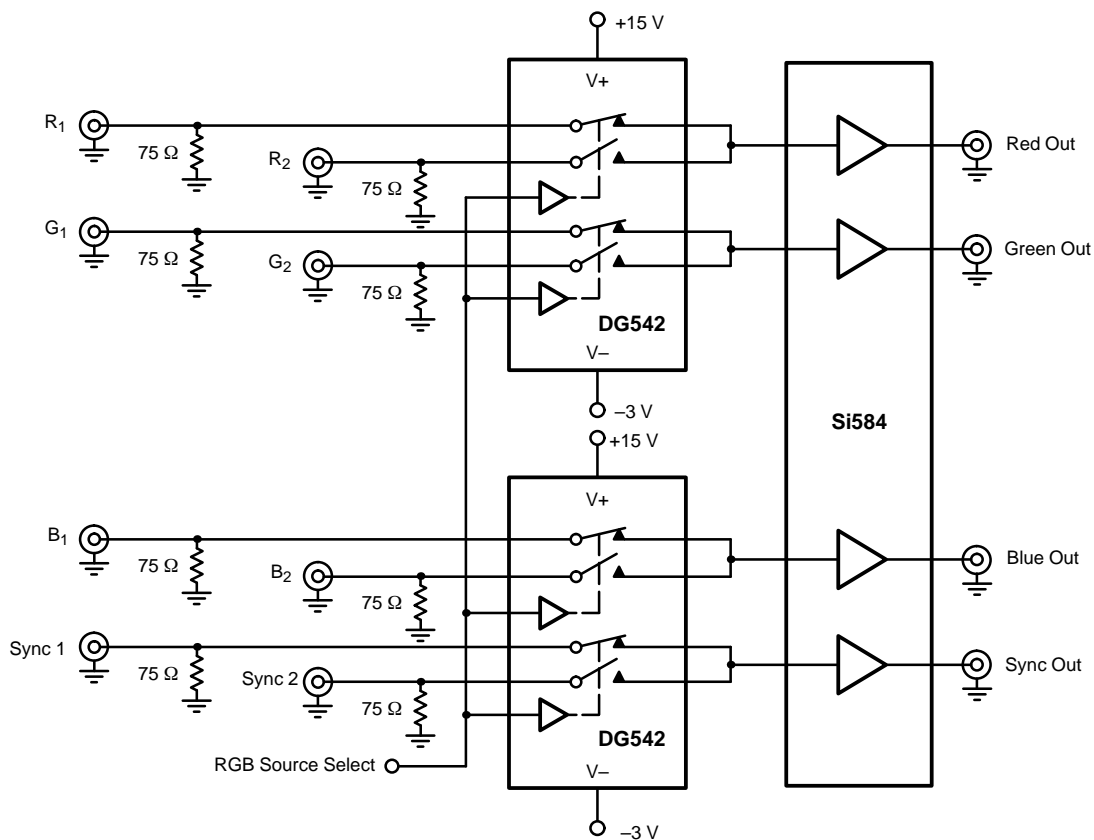 +15 V
V+
R1
75 Ω
R2
75 Ω
Red Out
G1
75 Ω
G2
75 Ω
Green Out
DG542
V–
–3 V
Si584
+15 V
V+
B1
75 Ω
B2
75 Ω
Blue Out
Sync 1
75 Ω
Sync 2
75 Ω
Sync Out
DG542
RGB Source Select
V–
–3 V